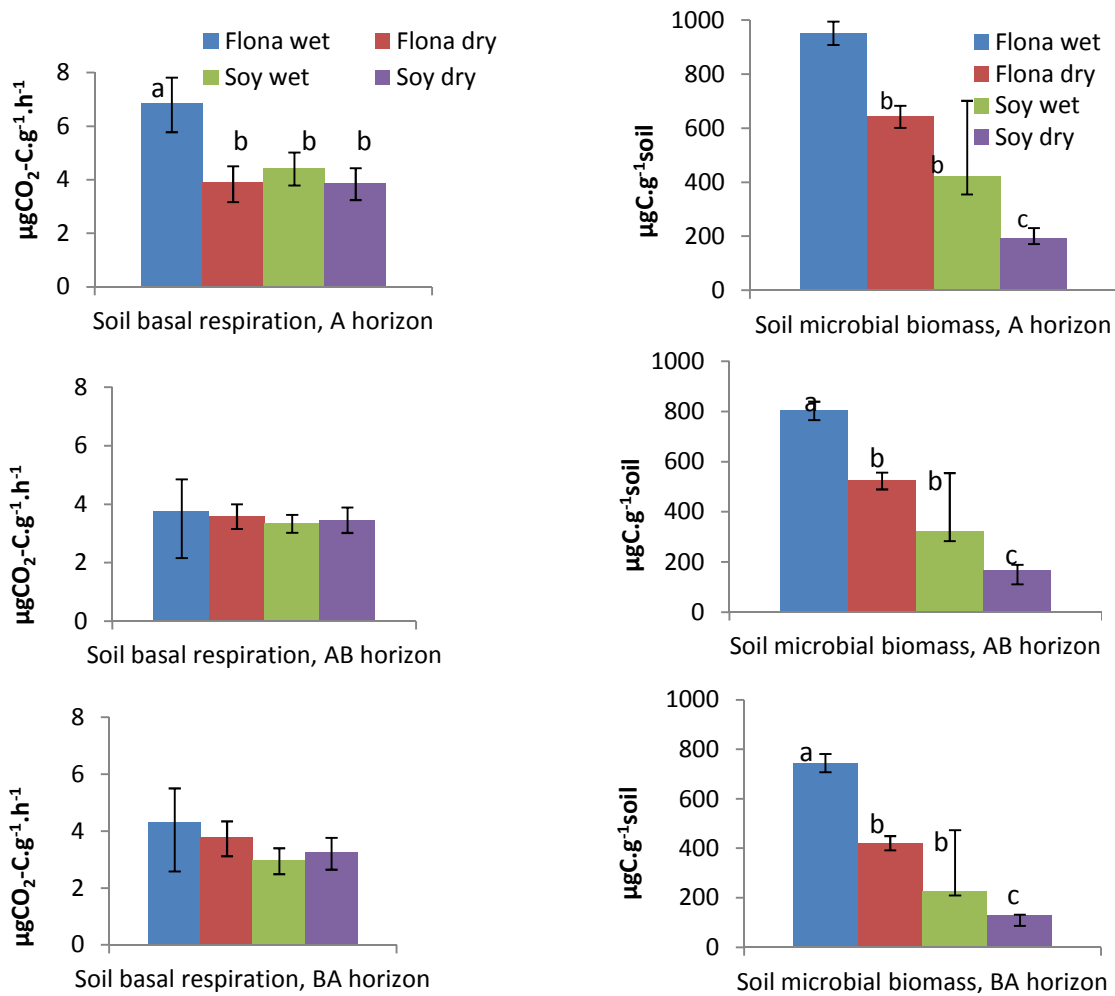 Flona wet Flona dry
Soy wet Soy dry
µgCO₂-C.g⁻¹.h⁻¹
8
6
4
2
0
a
b
b
b
Soil basal respiration, A horizon
Flona wet
Flona dry
Soy wet
Soy dry
µgC.g⁻¹soil
1000
800
600
400
200
0
b
b
c
Soil microbial biomass, A horizon
µgCO₂-C.g⁻¹.h⁻¹
8
6
4
2
0
Soil basal respiration, AB horizon
µgC.g⁻¹soil
1000
800
600
400
200
0
a
b
b
c
Soil microbial biomass, AB horizon
µgCO₂-C.g⁻¹.h⁻¹
8
6
4
2
0
Soil basal respiration, BA horizon
µgC.g⁻¹soil
1000
800
600
400
200
0
a
b
b
c
Soil microbial biomass, BA horizon